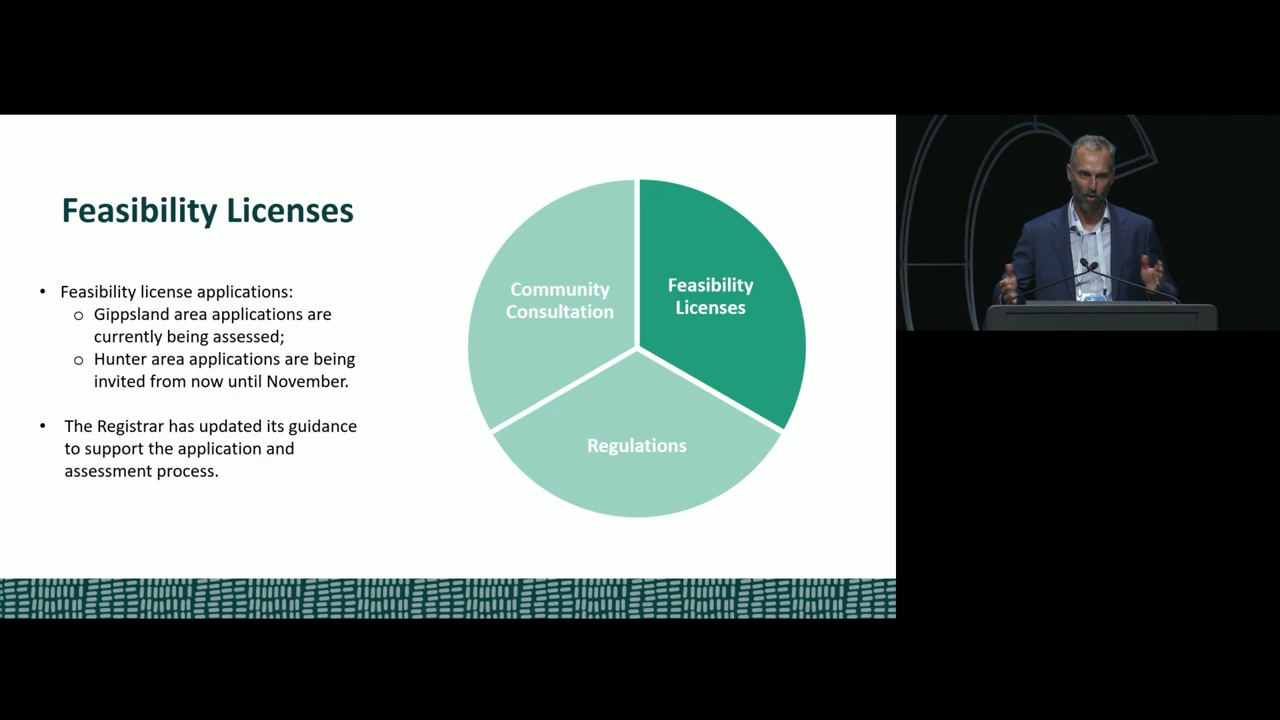 Feasibility Licenses
• Feasibility license applications:
o Gippsland area applications are
currently being assessed;
o Hunter area applications are being
invited from now until November.
• The Registrar has updated its guidance
to support the application and
assessment process.
Community
Consultation
Feasibility
Licenses
Regulations